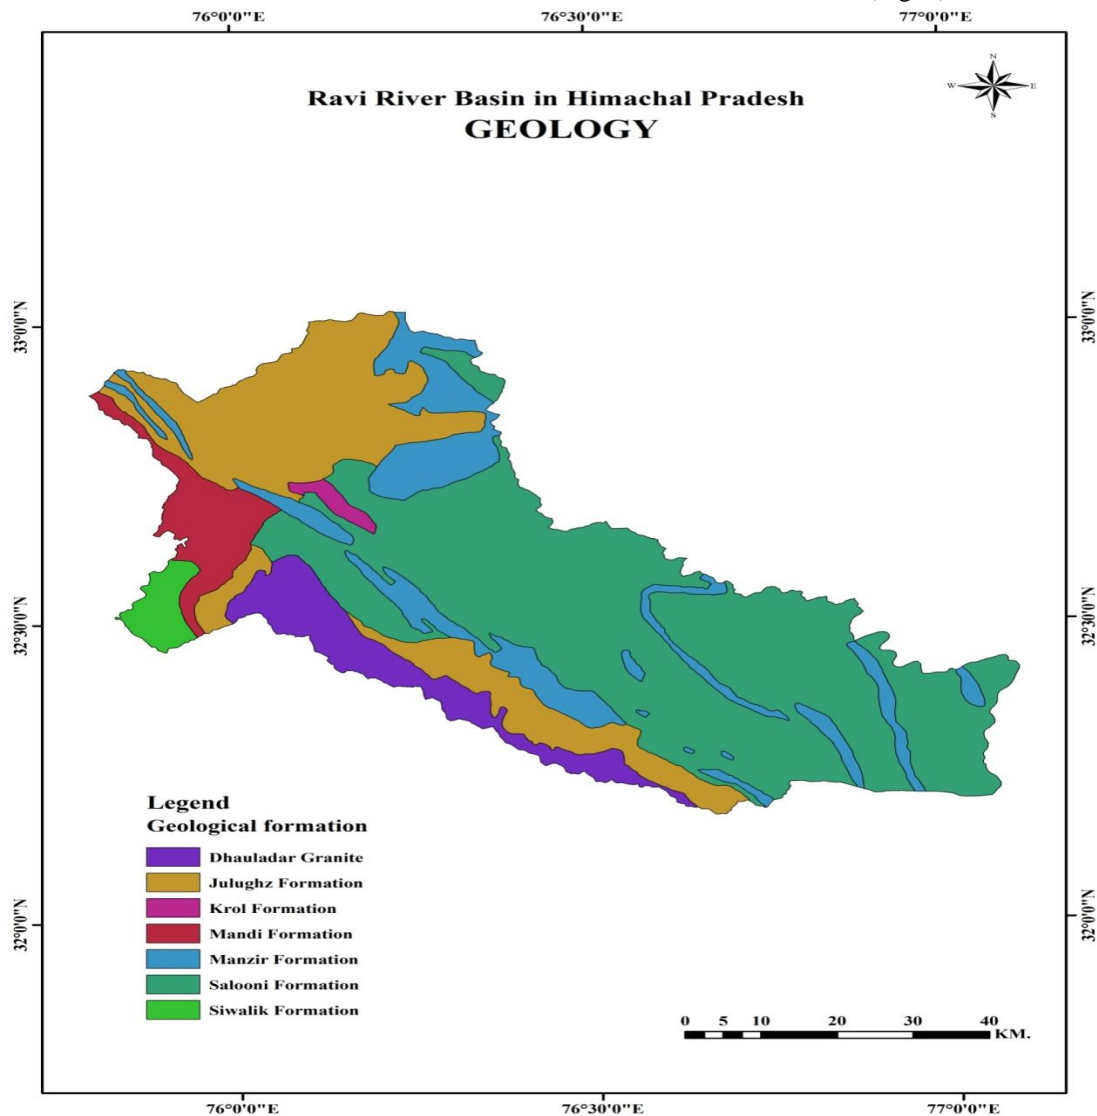 76°0'0"E 76°30'0"E 77°0'0"E
Ravi River Basin in Himachal Pradesh
GEOLOGY
N
W E
S
33°0'0"N 33°0'0"N
32°30'0"N 32°30'0"N
32°0'0"N 32°0'0"N
Legend
Geological formation
Dhauladar Granite
Julughz Formation
Krol Formation
Mandi Formation
Manzir Formation
Salooni Formation
Siwalik Formation
0 5 10 20 30 40
KM.
76°0'0"E 76°30'0"E 77°0'0"E